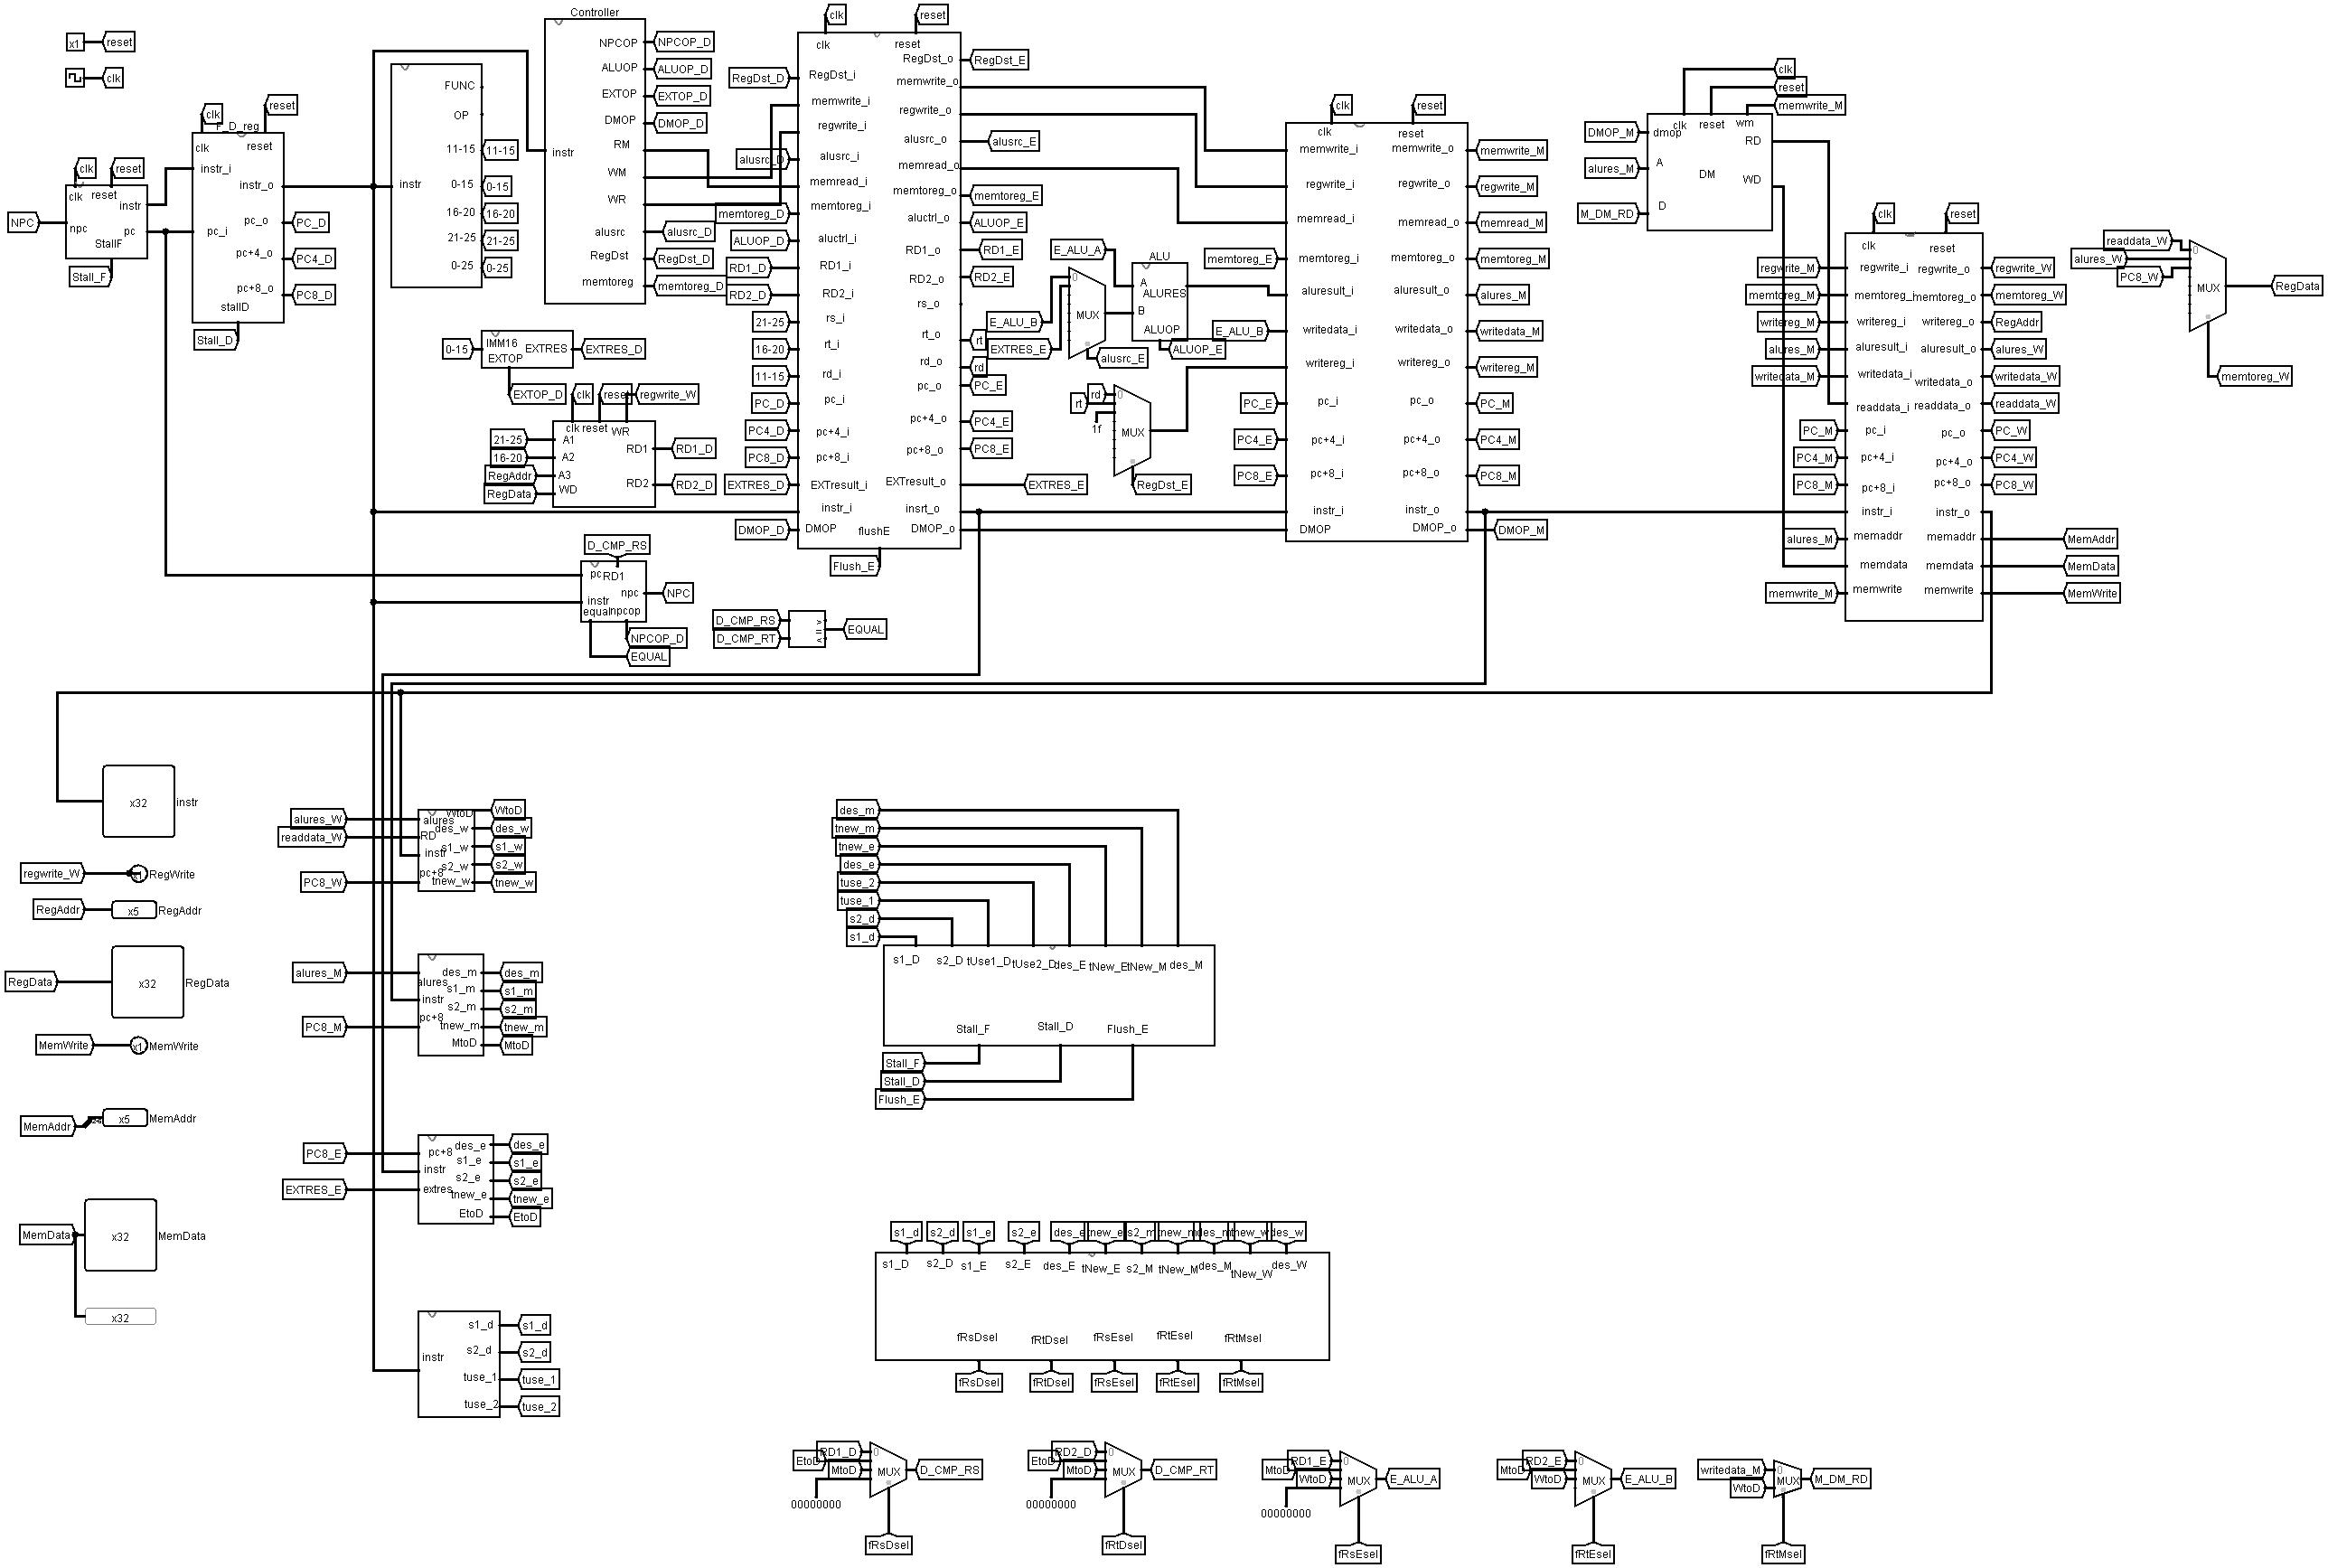 x1
reset
clk
NPC
clk
reset
clk
reset
instr
npc
pc
StallF
Stall_F
clk
F_D_reg
reset
clk
reset
instr_i
instr_o
pc_o
pc_i
pc+4_o
pc+8_o
stallD
PC_D
PC4_D
PC8_D
Stall_D
FUNC
OP
11-15
instr
0-15
16-20
21-25
0-25
11-15
0-15
16-20
21-25
0-25
Controller
NPCOP
ALUOP
EXTOP
DMOP
RM
instr
WM
WR
alusrc
RegDst
memtoreg
NPCOP_D
ALUOP_D
EXTOP_D
DMOP_D
alusrc_D
RegDst_D
memtoreg_D
0-15
IMM16
EXTRES
EXTOP
EXTRES_D
EXTOP_D
clk
reset
regwrite_W
clk
reset
WR
21-25
A1
16-20
A2
RegAddr
A3
RegData
WD
RD1
RD2
RD1_D
RD2_D
D_CMP_RS
pc
RD1
npc
instr
equal
npcop
NPC
NPCOP_D
EQUAL
D_CMP_RS
D_CMP_RT
>
=
<
EQUAL
clk
reset
clk
reset
RegDst_D
alusrc_D
memtoreg_D
ALUOP_D
RD1_D
RD2_D
21-25
16-20
11-15
PC_D
PC4_D
PC8_D
EXTRES_D
DMOP_D
RegDst_i
memwrite_i
regwrite_i
alusrc_i
memread_i
memtoreg_i
aluctrl_i
RD1_i
RD2_i
rs_i
rt_i
rd_i
pc_i
pc+4_i
pc+8_i
EXTresult_i
instr_i
DMOP
flushE
Flush_E
RegDst_o
memwrite_o
regwrite_o
alusrc_o
memread_o
memtoreg_o
aluctrl_o
RD1_o
RD2_o
rs_o
rt_o
rd_o
pc_o
pc+4_o
pc+8_o
EXTresult_o
insrt_o
DMOP_o
RegDst_E
alusrc_E
memtoreg_E
ALUOP_E
RD1_E
RD2_E
rt
rd
PC_E
PC4_E
PC8_E
EXTRES_E
E_ALU_A
E_ALU_B
EXTRES_E
0
MUX
alusrc_E
ALU
A
ALURES
B
ALUOP
ALUOP_E
rd
rt
1f
0
MUX
RegDst_E
clk
reset
clk
reset
memtoreg_E
E_ALU_B
PC_E
PC4_E
PC8_E
memwrite_i
regwrite_i
memread_i
memtoreg_i
aluresult_i
writedata_i
writereg_i
pc_i
pc+4_i
pc+8_i
instr_i
DMOP
memwrite_o
regwrite_o
memread_o
memtoreg_o
aluresult_o
writedata_o
writereg_o
pc_o
pc+4_o
pc+8_o
instr_o
DMOP_o
memwrite_M
regwrite_M
memread_M
memtoreg_M
alures_M
writedata_M
writereg_M
PC_M
PC4_M
PC8_M
DMOP_M
clk
reset
memwrite_M
DMOP_M
alures_M
M_DM_RD
clk
reset
wm
dmop
RD
A
DM
WD
D
clk
reset
clk
reset
regwrite_M
memtoreg_M
writereg_M
alures_M
writedata_M
PC_M
PC4_M
PC8_M
alures_M
memwrite_M
regwrite_i
memtoreg_i
writereg_i
aluresult_i
writedata_i
readdata_i
pc_i
pc+4_i
pc+8_i
instr_i
memaddr
memdata
memwrite
regwrite_o
memtoreg_o
writereg_o
aluresult_o
writedata_o
readdata_o
pc_o
pc+4_o
pc+8_o
instr_o
memaddr
memdata
memwrite
regwrite_W
memtoreg_W
RegAddr
alures_W
writedata_W
readdata_W
PC_W
PC4_W
PC8_W
MemAddr
MemData
MemWrite
readdata_W
alures_W
PC8_W
0
MUX
RegData
memtoreg_W
x32
instr
regwrite_W
x1
RegWrite
RegAddr
x5
RegAddr
RegData
x32
RegData
MemWrite
x1
MemWrite
MemAddr
x5
MemAddr
MemData
x32
MemData
x32
alures_W
readdata_W
PC8_W
alures
RD
instr
pc+8
WtoD
des_w
s1_w
s2_w
tnew_w
WtoD
des_w
s1_w
s2_w
tnew_w
alures_M
PC8_M
alures
instr
pc+8
des_m
s1_m
s2_m
tnew_m
MtoD
des_m
s1_m
s2_m
tnew_m
MtoD
PC8_E
EXTRES_E
pc+8
instr
extres
des_e
s1_e
s2_e
tnew_e
EtoD
des_e
s1_e
s2_e
tnew_e
EtoD
instr
s1_d
s2_d
tuse_1
tuse_2
s1_d
s2_d
tuse_1
tuse_2
des_m
tnew_m
tnew_e
des_e
tuse_2
tuse_1
s2_d
s1_d
s1_D
s2_D
tUse1_D
tUse2_D
des_E
tNew_E
tNew_M
des_M
Stall_F
Stall_D
Flush_E
Stall_F
Stall_D
Flush_E
s1_d
s2_d
s1_e
s2_e
des_e
tnew_e
s2_m
tnew_m
des_m
tnew_w
des_w
s1_D
s2_D
s1_E
s2_E
des_E
tNew_E
s2_M
tNew_M
des_M
tNew_W
des_W
fRsDsel
fRtDsel
fRsEsel
fRtEsel
fRtMsel
fRsDsel
fRtDsel
fRsEsel
fRtEsel
fRtMsel
RD1_D
EtoD
MtoD
00000000
0
MUX
D_CMP_RS
fRsDsel
RD2_D
EtoD
MtoD
00000000
0
MUX
D_CMP_RT
fRtDsel
RD1_E
MtoD
WtoD
00000000
0
MUX
E_ALU_A
fRsEsel
RD2_E
MtoD
WtoD
0
MUX
E_ALU_B
fRtEsel
writedata_M
WtoD
0
MUX
M_DM_RD
fRtMsel